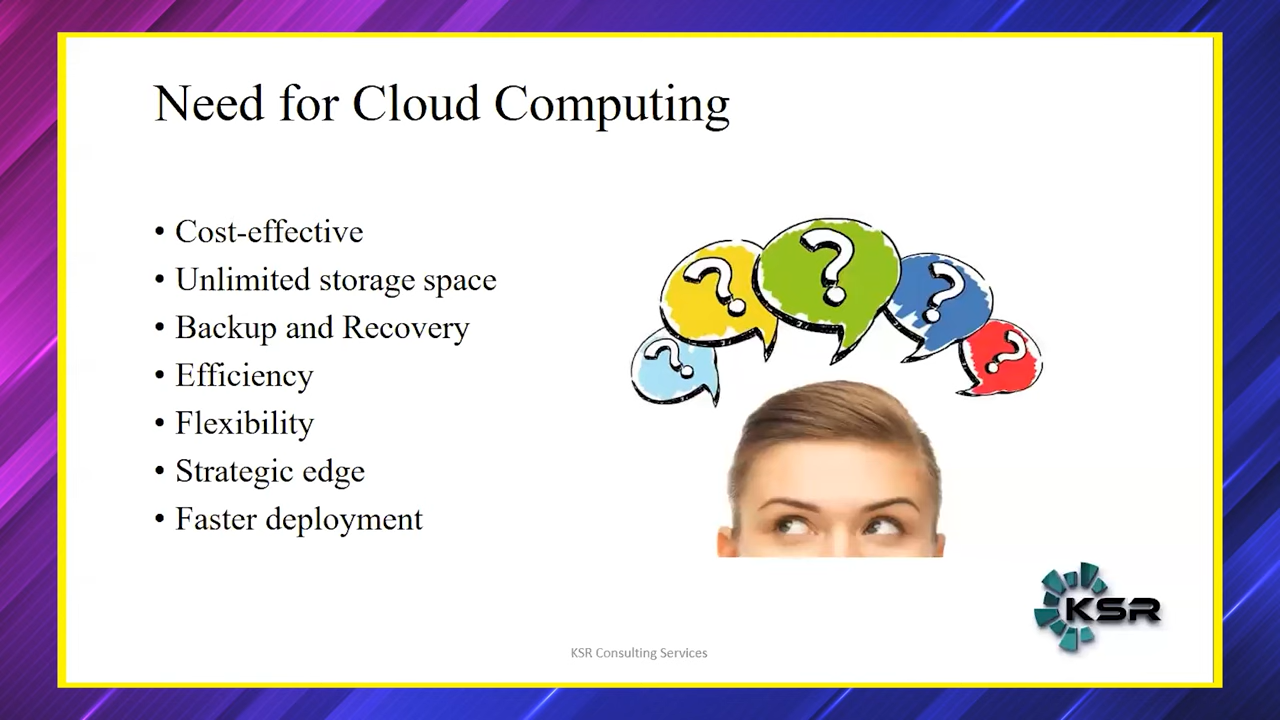 Need for Cloud Computing
• Cost-effective
• Unlimited storage space
• Backup and Recovery
• Efficiency
• Flexibility
• Strategic edge
• Faster deployment
? ? ? ? ?
KSR
KSR Consulting Services